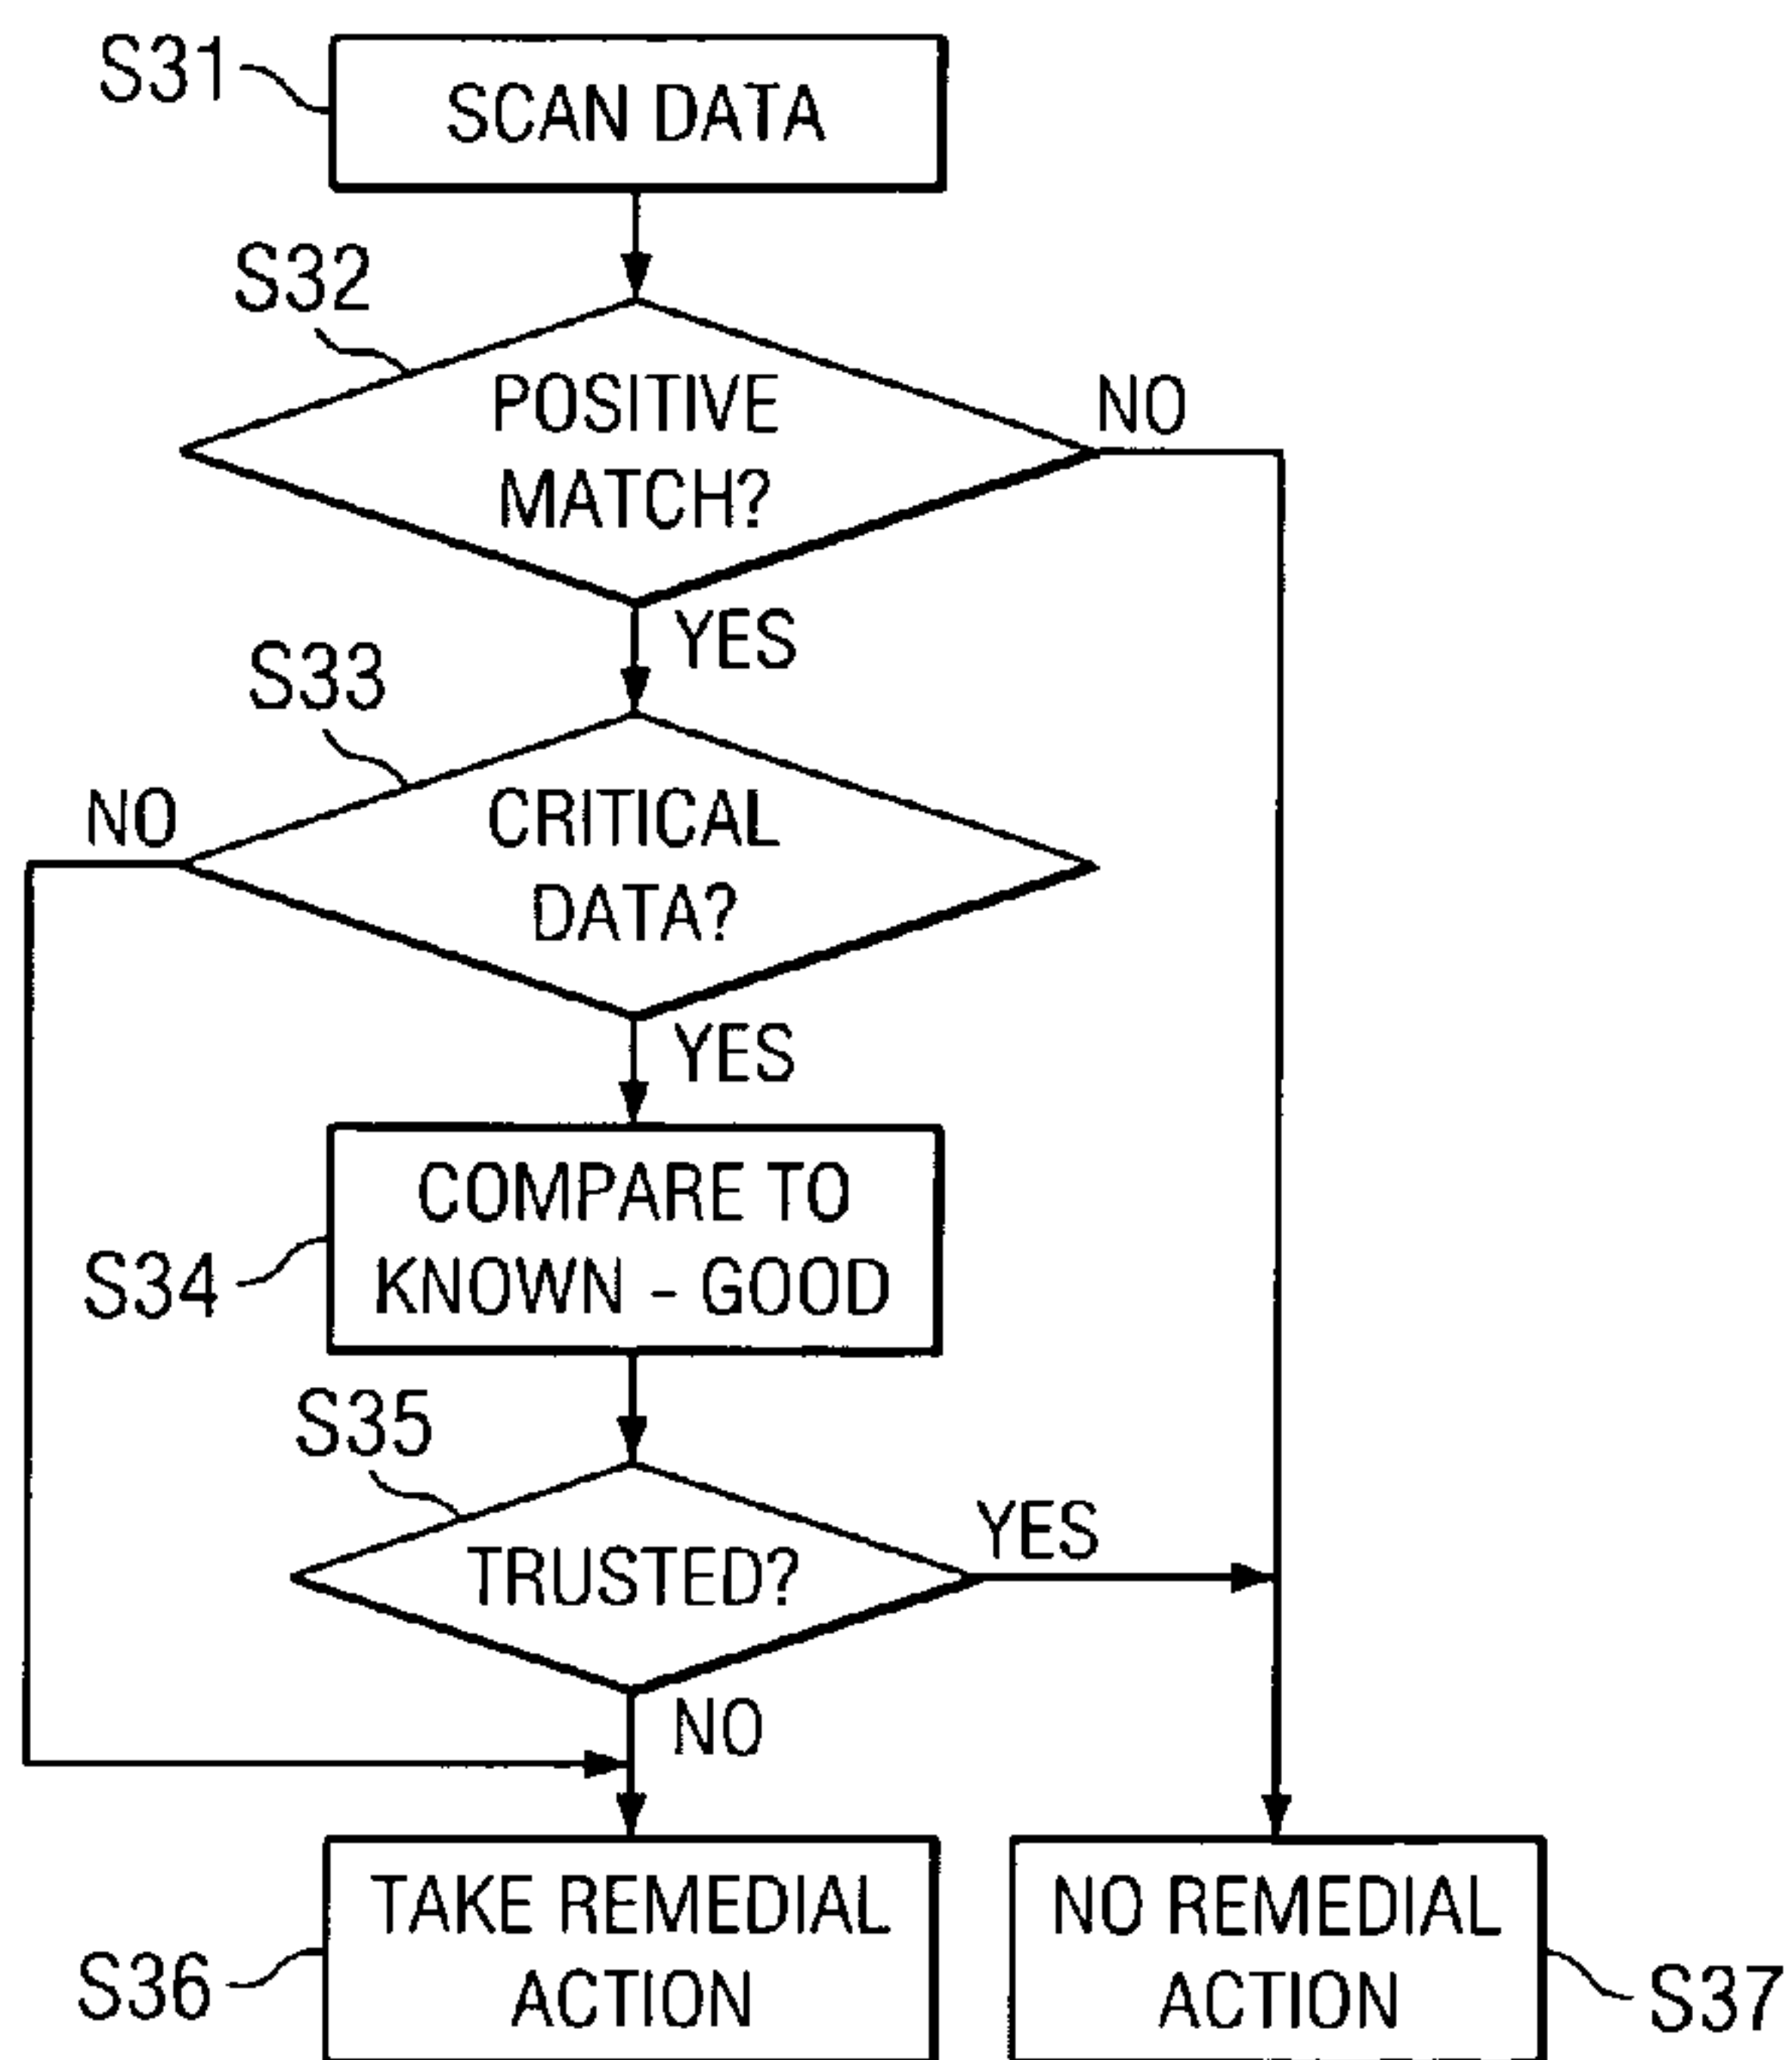 S31
SCAN DATA
S32
POSITIVE
MATCH?
NO
YES
S33
NO
CRITICAL
DATA?
YES
COMPARE TO
KNOWN - GOOD
S34
S35
YES
TRUSTED?
NO
TAKE REMEDIAL
ACTION
S36
NO REMEDIAL
ACTION
S37